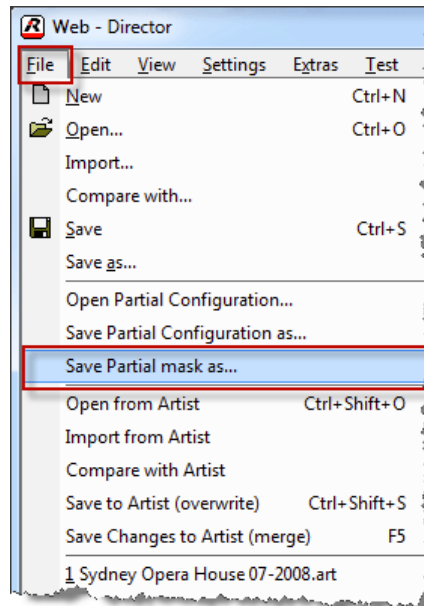 R Web - Director
File Edit View Settings Extras Test
New Ctrl+N
Open... Ctrl+O
Import...
Compare with...
Save Ctrl+S
Save as...
Open Partial Configuration...
Save Partial Configuration as...
Save Partial mask as...
Open from Artist Ctrl+Shift+O
Import from Artist
Compare with Artist
Save to Artist (overwrite) Ctrl+Shift+S
Save Changes to Artist (merge) F5
1 Sydney Opera House 07-2008.art